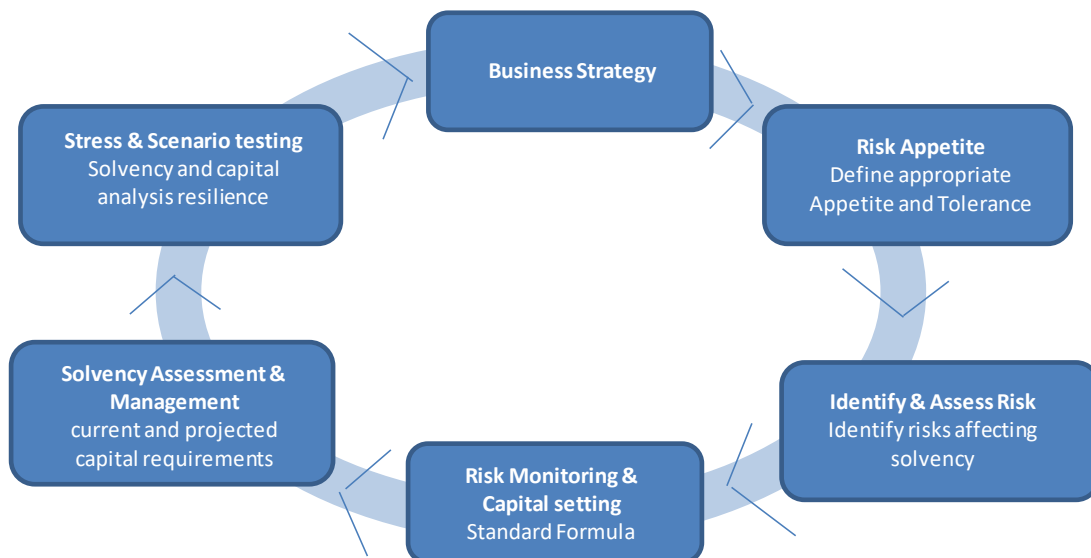 Business Strategy
Risk Appetite
Define appropriate
Appetite and Tolerance
Identify & Assess Risk
Identify risks affecting
solvency
Risk Monitoring &
Capital setting
Standard Formula
Solvency Assessment &
Management
current and projected
capital requirements
Stress & Scenario testing
Solvency and capital
analysis resilience